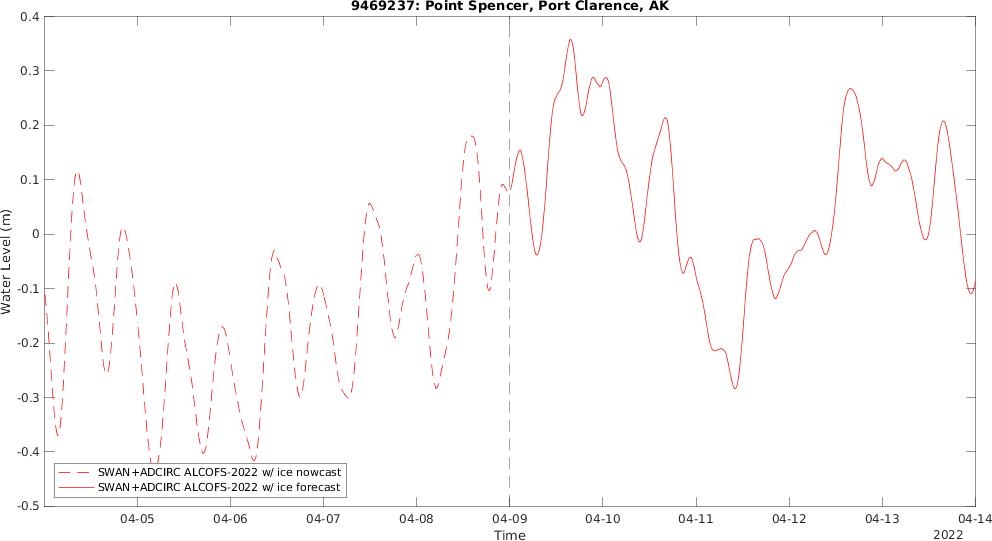 9469237: Point Spencer, Port Clarence, AK
0.4
0.3
0.2
0.1
0
-0.1
-0.2
-0.3
-0.4
-0.5
Water Level (m)
SWAN+ADCIRC ALCOFS-2022 w/ ice nowcast
SWAN+ADCIRC ALCOFS-2022 w/ ice forecast
04-05 04-06 04-07 04-08 04-09 04-10 04-11 04-12 04-13 04-14
Time
2022